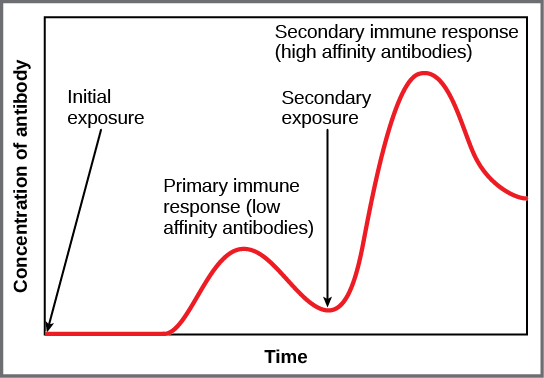 Secondary immune response
(high affinity antibodies)
Initial
exposure
Secondary
exposure
Primary immune
response (low
affinity antibodies)
Concentration of antibody
Time